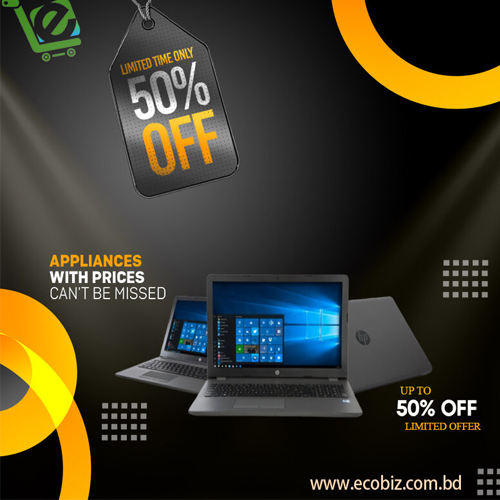 LIMITED TIME ONLY
50%
OFF
APPLIANCES
WITH PRICES
CAN'T BE MISSED
hp
UP TO
50% OFF
LIMITED OFFER
www.ecobiz.com.bd